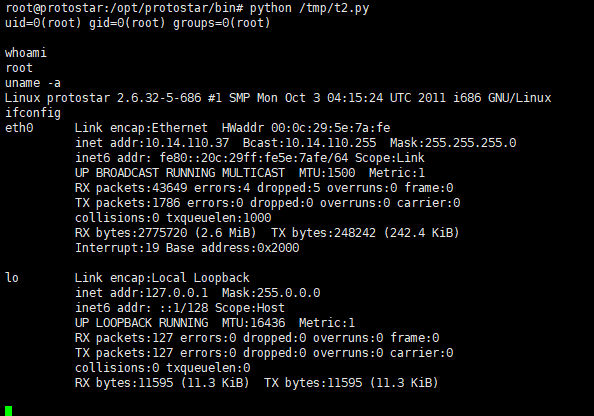 root@protostar:/opt/protostar/bin# python /tmp/t2.py
uid=0(root) gid=0(root) groups=0(root)
whoami
root
uname -a
Linux protostar 2.6.32-5-686 #1 SMP Mon Oct 3 04:15:24 UTC 2011 i686 GNU/Linux
ifconfig
eth0 Link encap:Ethernet HWaddr 00:0c:29:5e:7a:fe
inet addr:10.14.110.37 Bcast:10.14.110.255 Mask:255.255.255.0
inet6 addr: fe80::20c:29ff:fe5e:7afe/64 Scope:Link
UP BROADCAST RUNNING MULTICAST MTU:1500 Metric:1
RX packets:43649 errors:4 dropped:5 overruns:0 frame:0
TX packets:1786 errors:0 dropped:0 overruns:0 carrier:0
collisions:0 txqueuelen:1000
RX bytes:2775720 (2.6 MiB) TX bytes:248242 (242.4 KiB)
Interrupt:19 Base address:0x2000
lo Link encap:Local Loopback
inet addr:127.0.0.1 Mask:255.0.0.0
inet6 addr: ::1/128 Scope:Host
UP LOOPBACK RUNNING MTU:16436 Metric:1
RX packets:127 errors:0 dropped:0 overruns:0 frame:0
TX packets:127 errors:0 dropped:0 overruns:0 carrier:0
collisions:0 txqueuelen:0
RX bytes:11595 (11.3 KiB) TX bytes:11595 (11.3 KiB)